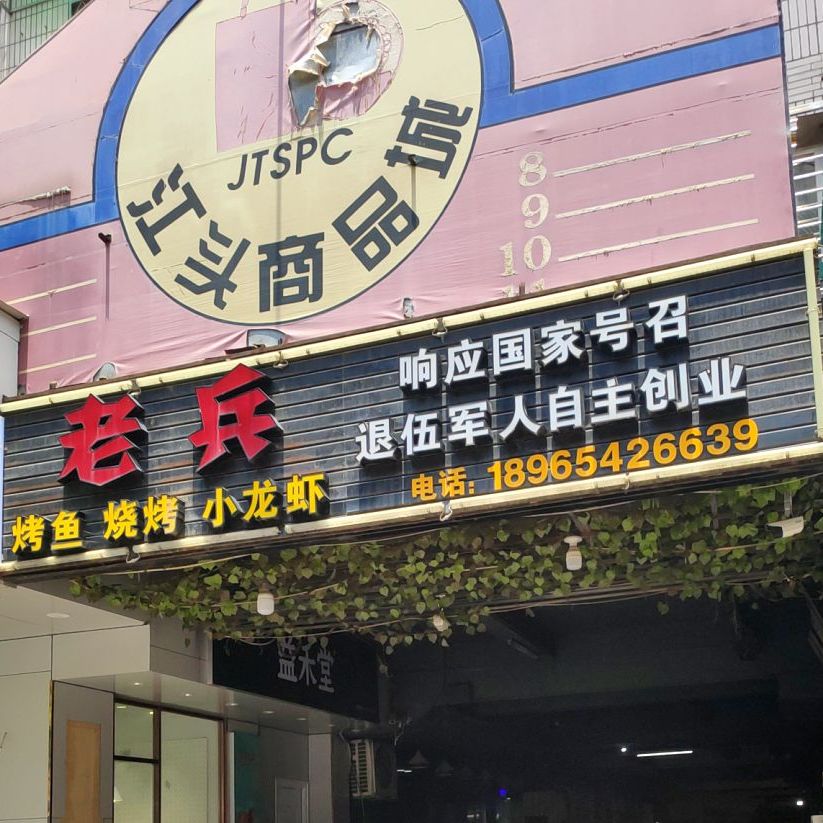 JTSPC
江头商品城
8
9
10
老兵
烤鱼 烧烤 小龙虾
响应国家号召
退伍军人自主创业
电话: 18965426639
益禾堂